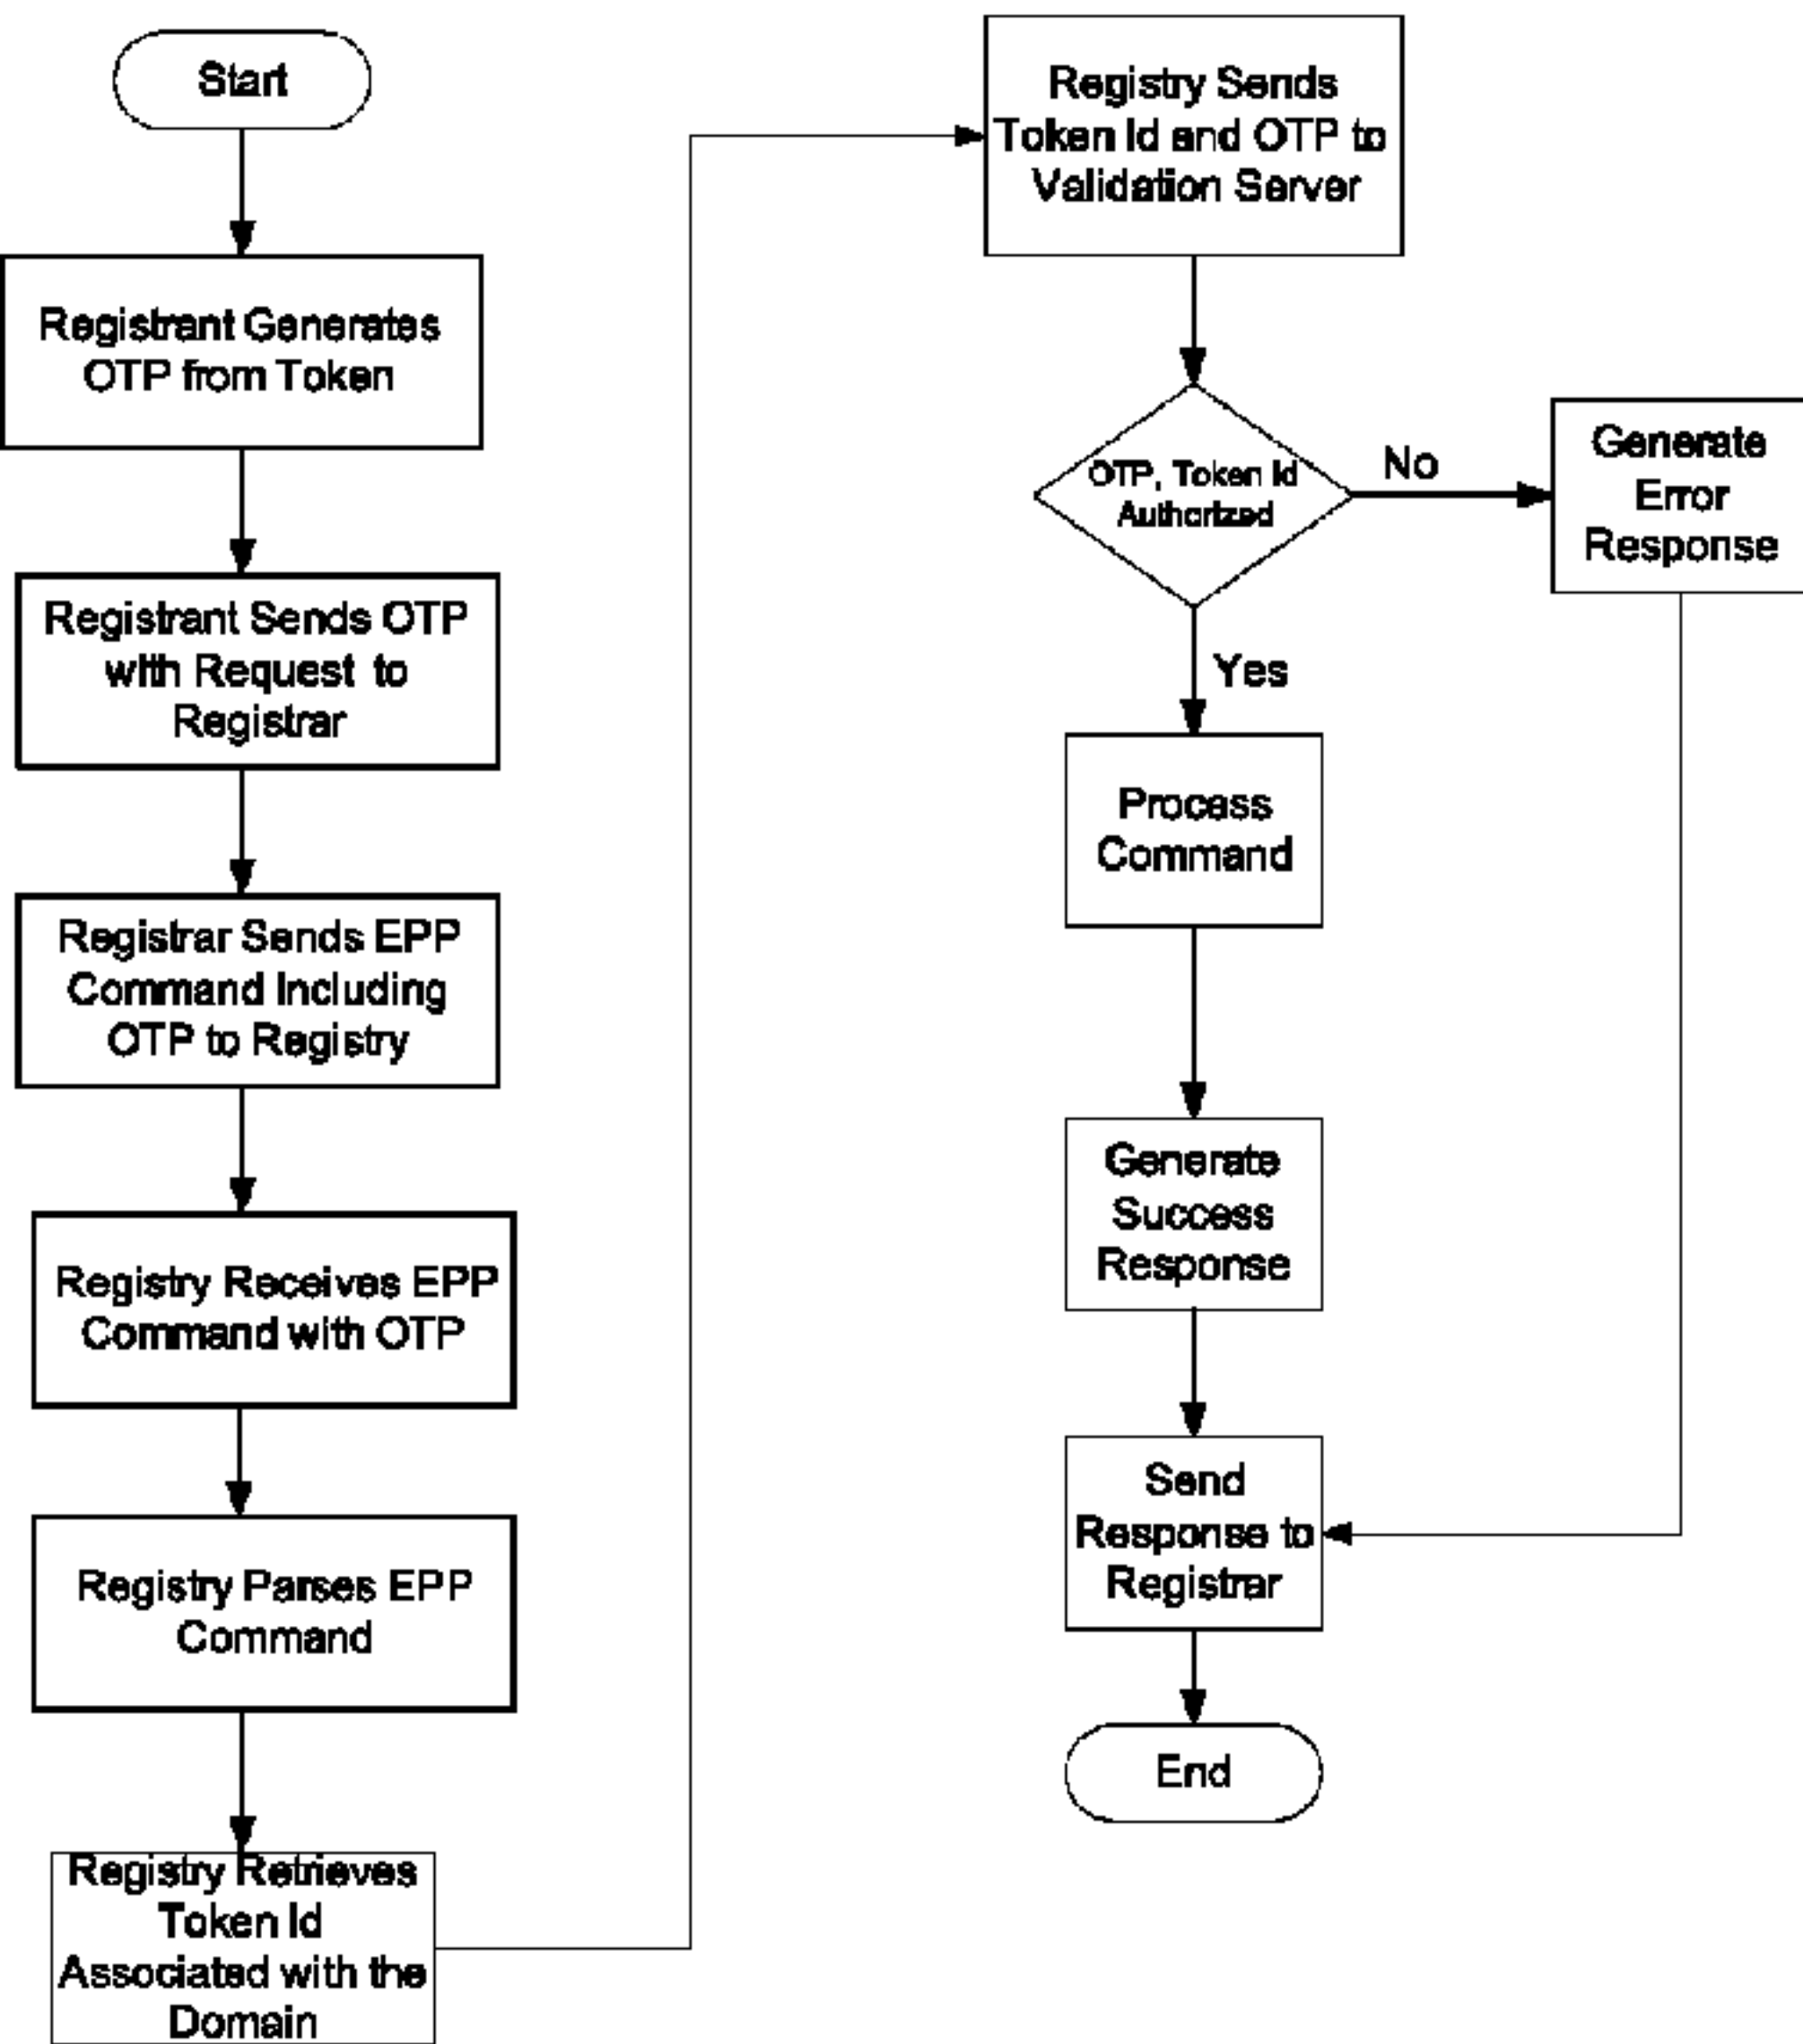 Start
Registrant Generates
OTP from Token
Registrant Sends OTP
with Request to
Registrar
Registrar Sends EPP
Command Including
OTP to Registry
Registry Receives EPP
Command with OTP
Registry Parses EPP
Command
Registry Retrieves
Token Id
Associated with the
Domain
Registry Sends
Token Id and OTP to
Validation Server
OTP, Token Id
Authorized
No
Generate
Error
Response
Yes
Process
Command
Generate
Success
Response
Send
Response to
Registrar
End